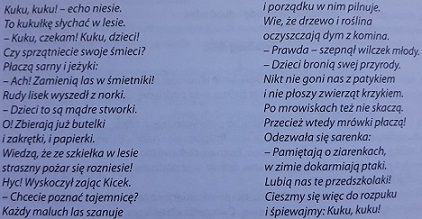 Kuku, kuku! – echo niesie.
To kukułkę słychać w lesie.
– Kuku, czekam! Kuku, dzieci!
Czy sprzątniecie swoje śmieci?
Płaczą sarny i jeżyki:
– Ach! Zamienią las w śmietniki!
Rudy lisek wyszedł z norki.
– Dzieci to są mądre stworki.
O! Zbierają już butelki
i zakrętki, i papierki.
Wiedzą, że ze szkiełka w lesie
straszny pożar się rozniesie!
Hyc! Wyskoczył zając Kicek.
– Chcecie poznać tajemnicę?
Każdy maluch las szanuje
i porządku w nim pilnuje.
Wie, że drzewo i roślina
oczyszczają dym z komina.
– Prawda – szepnął wilczek młody.
– Dzieci bronią swej przyrody.
Nikt nie goni nas z patykiem
i nie płoszy zwierząt krzykiem.
Po mrowiskach też nie skaczą.
Przecież wtedy mrówki płaczą!
Odezwała się sarenka:
– Pamiętają o ziarenkach,
w zimie dokarmiają ptaki.
Lubią nas te przedszkolaki!
Cieszmy się więc do rozpuku
i śpiewajmy: Kuku, kuku!